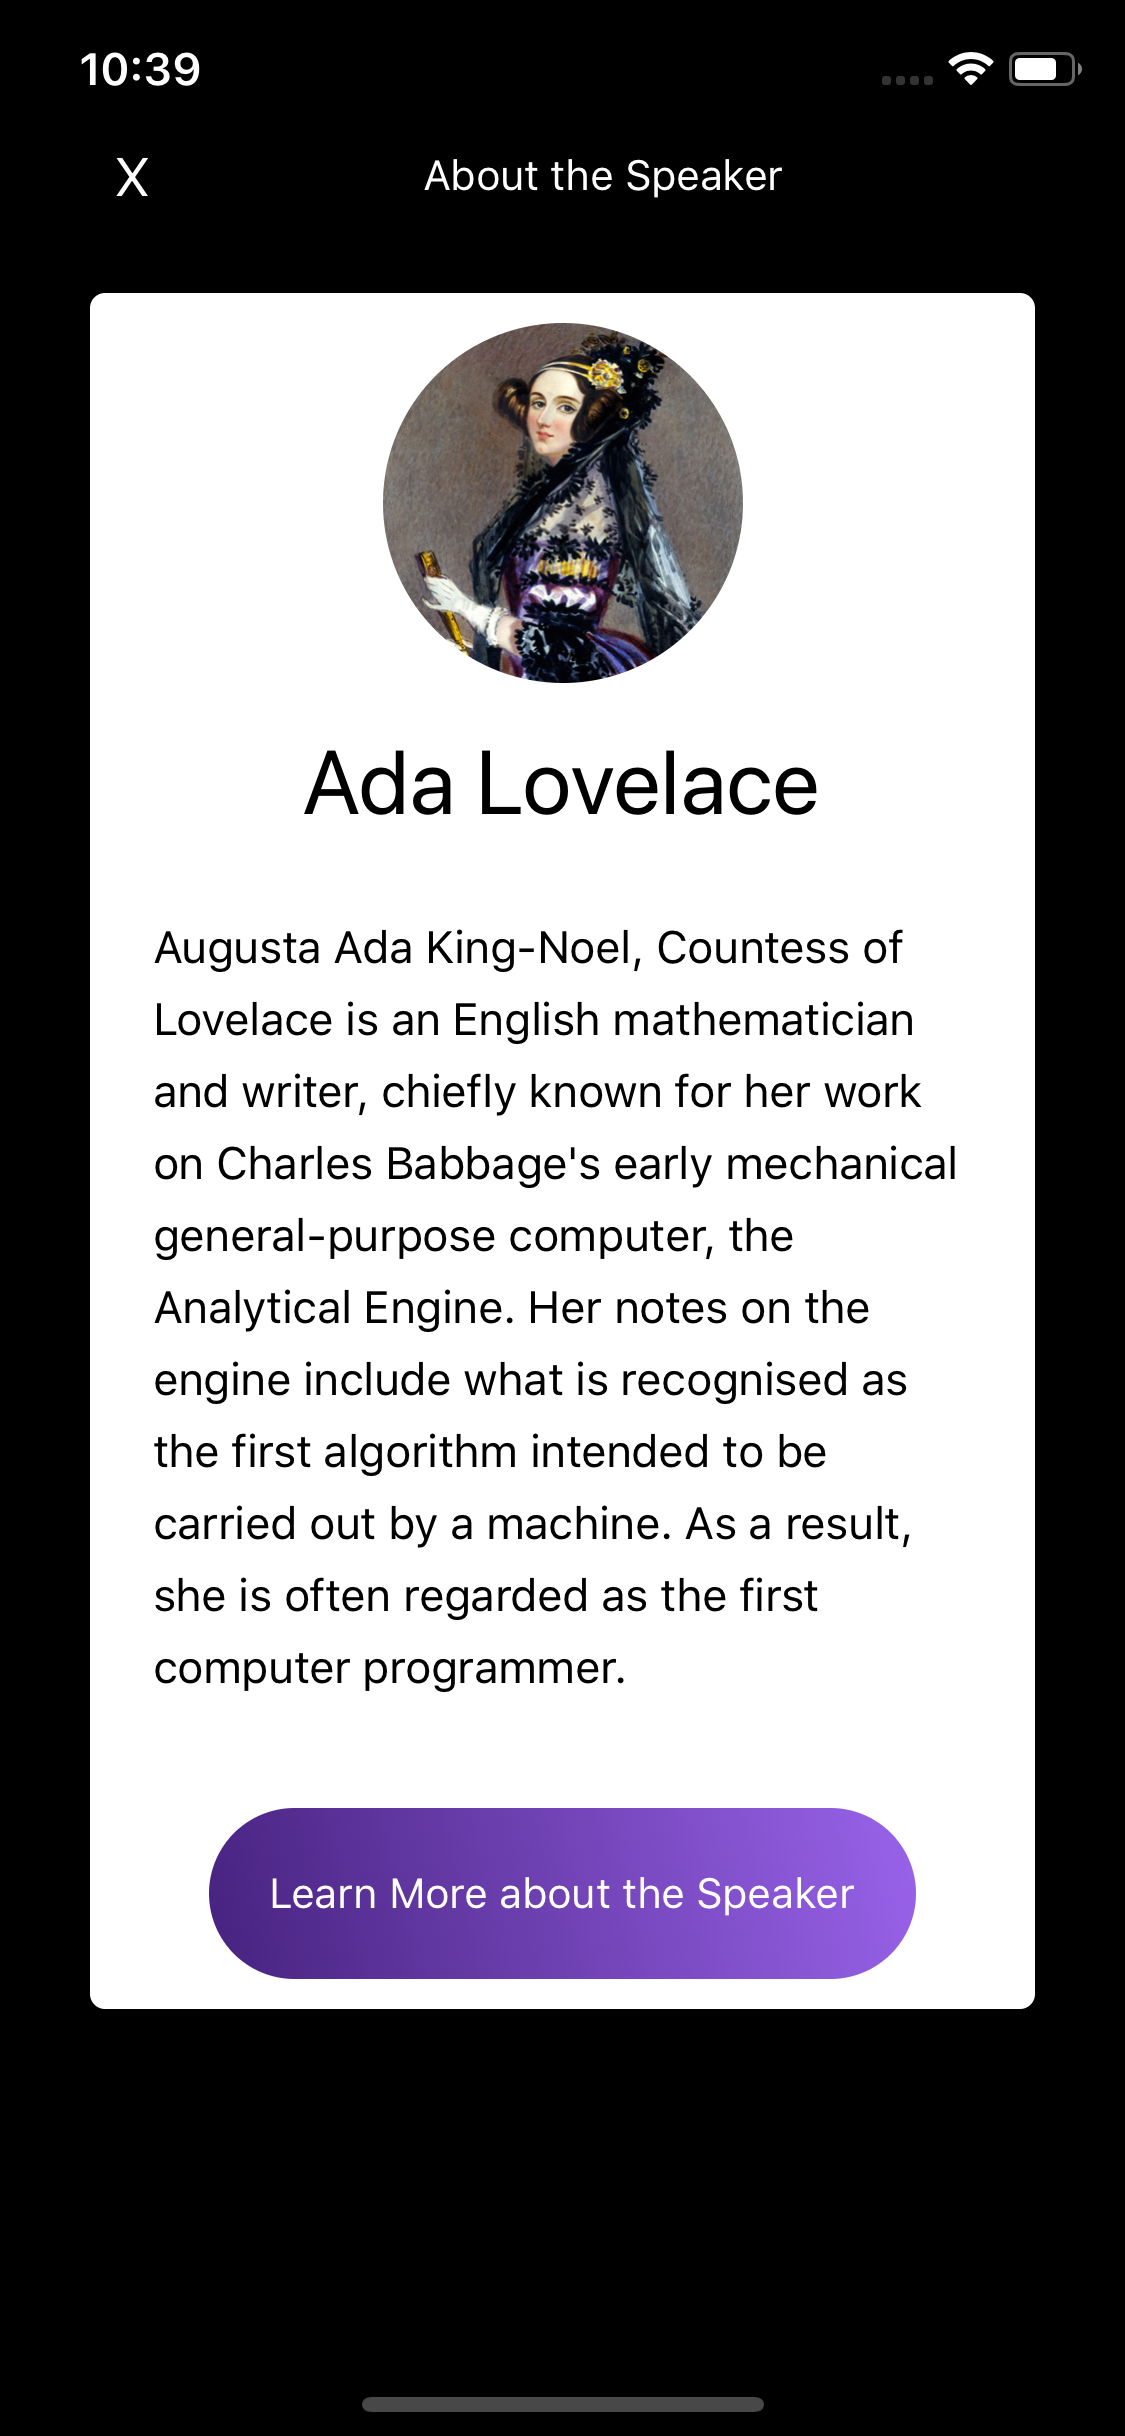 10:39
X
About the Speaker
Ada Lovelace
Augusta Ada King-Noel, Countess of
Lovelace is an English mathematician
and writer, chiefly known for her work
on Charles Babbage's early mechanical
general-purpose computer, the
Analytical Engine. Her notes on the
engine include what is recognised as
the first algorithm intended to be
carried out by a machine. As a result,
she is often regarded as the first
computer programmer.
Learn More about the Speaker